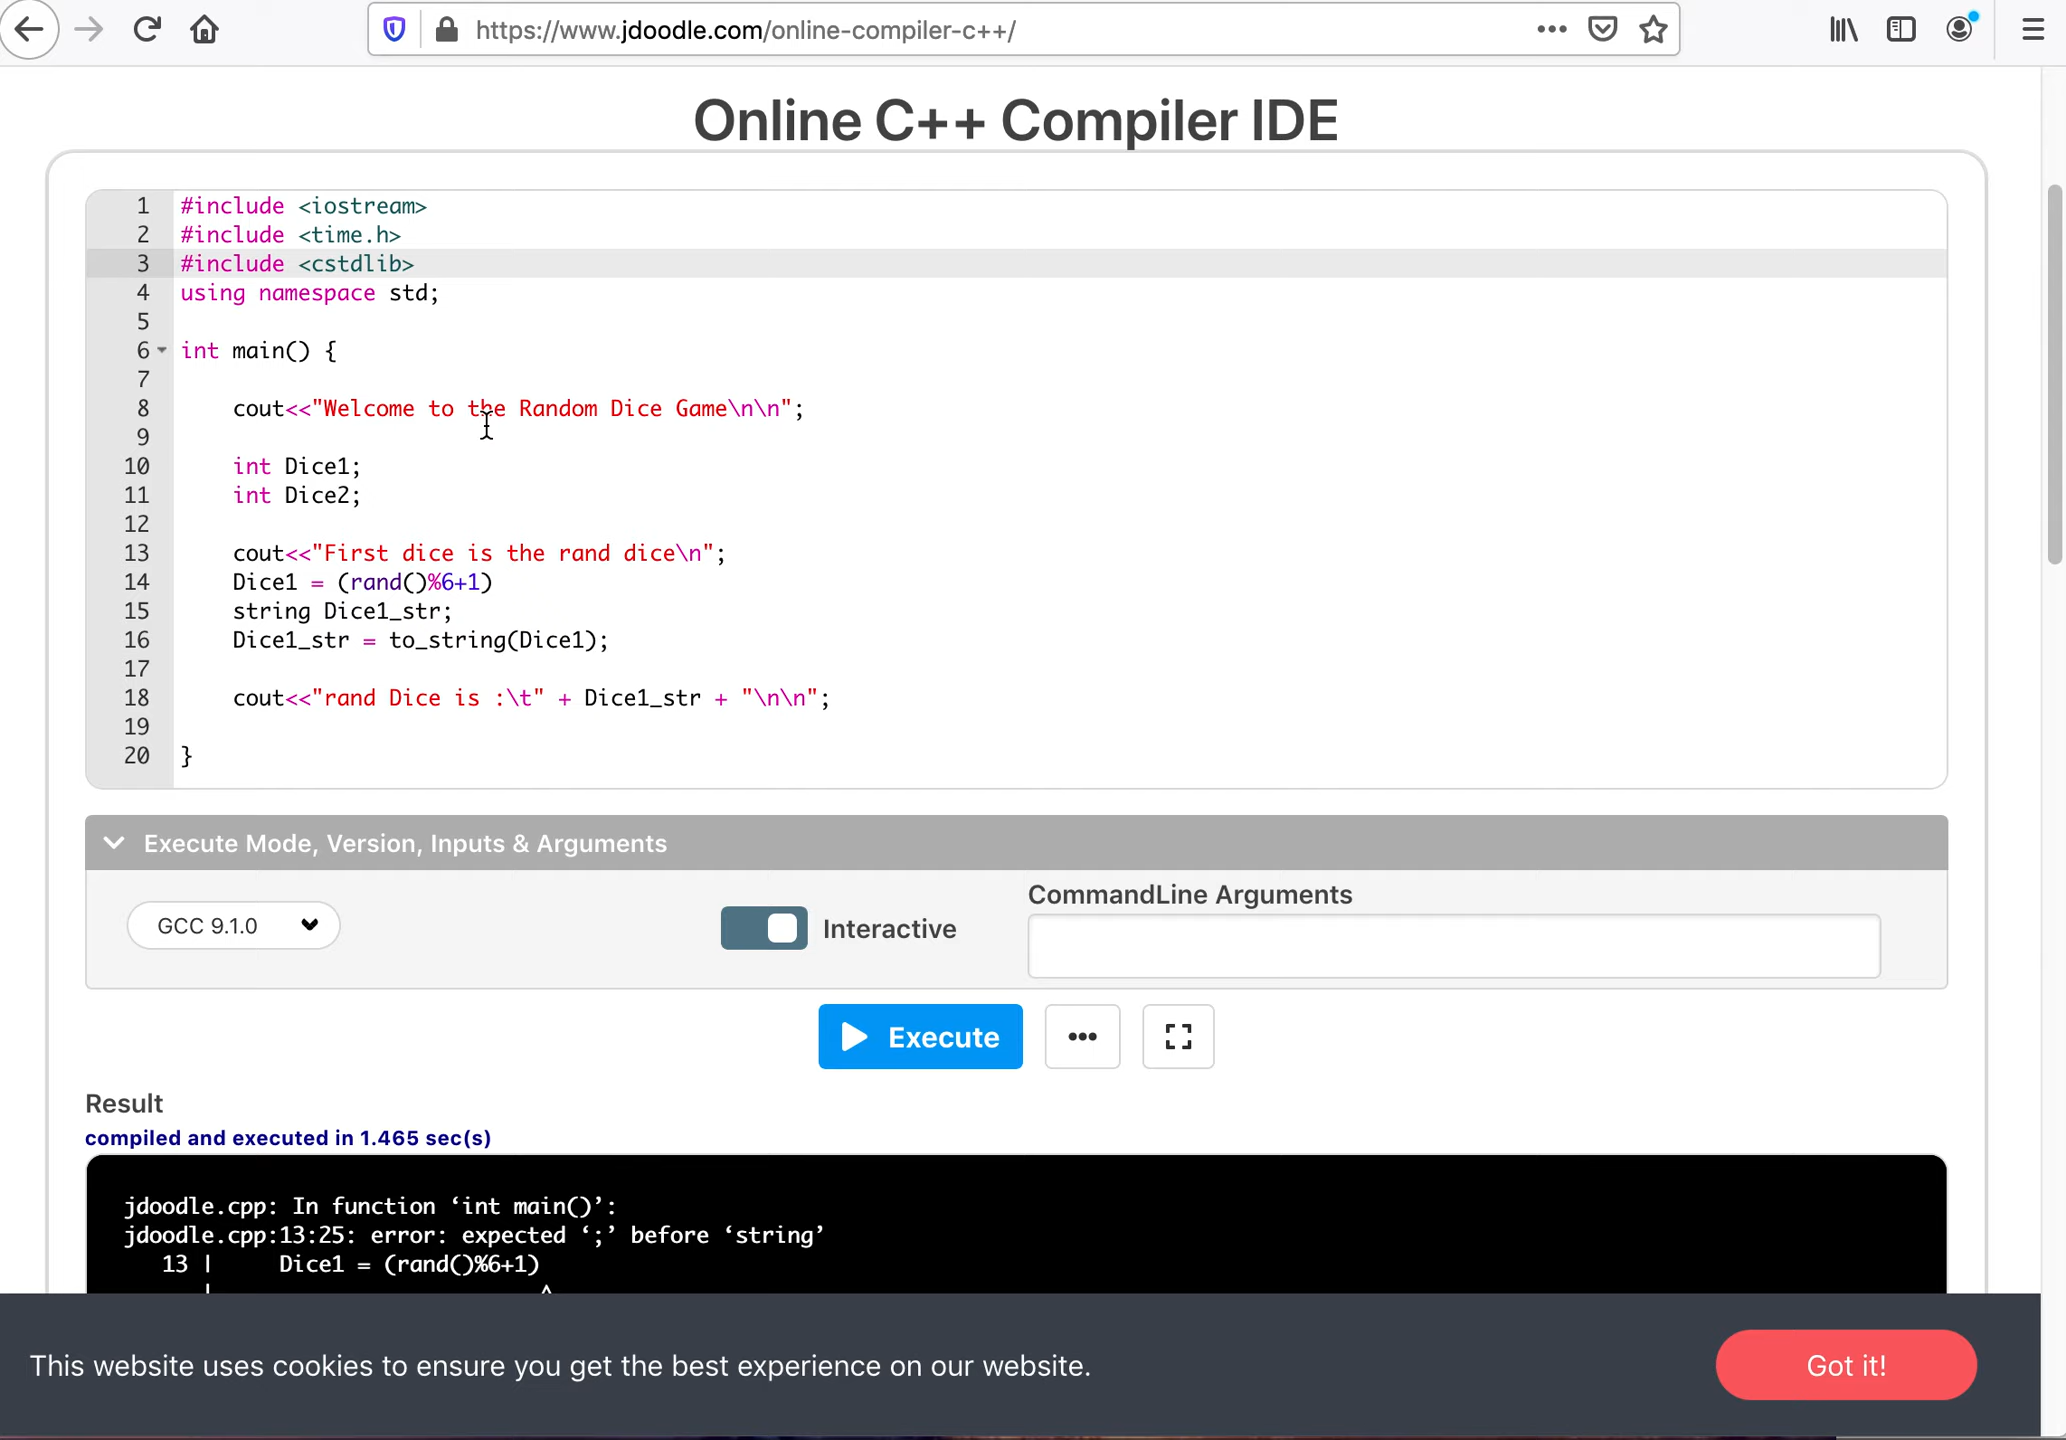 https://www.jdoodle.com/online-compiler-c++/
Online C++ Compiler IDE
1 #include <iostream>
2 #include <time.h>
3 #include <cstdlib>
4 using namespace std;
5
6 int main() {
7
8 cout<<"Welcome to the Random Dice Game\n\n";
9
10 int Dice1;
11 int Dice2;
12
13 cout<<"First dice is the rand dice\n";
14 Dice1 = (rand()%6+1)
15 string Dice1_str;
16 Dice1_str = to_string(Dice1);
17
18 cout<<"rand Dice is :\t" + Dice1_str + "\n\n";
19
20 }
Execute Mode, Version, Inputs & Arguments
CommandLine Arguments
GCC 9.1.0 Interactive
Execute
Result
compiled and executed in 1.465 sec(s)
jdoodle.cpp: In function ‘int main()’:
jdoodle.cpp:13:25: error: expected ‘;’ before ‘string’
13 | Dice1 = (rand()%6+1)
| ^
This website uses cookies to ensure you get the best experience on our website.
Got it!